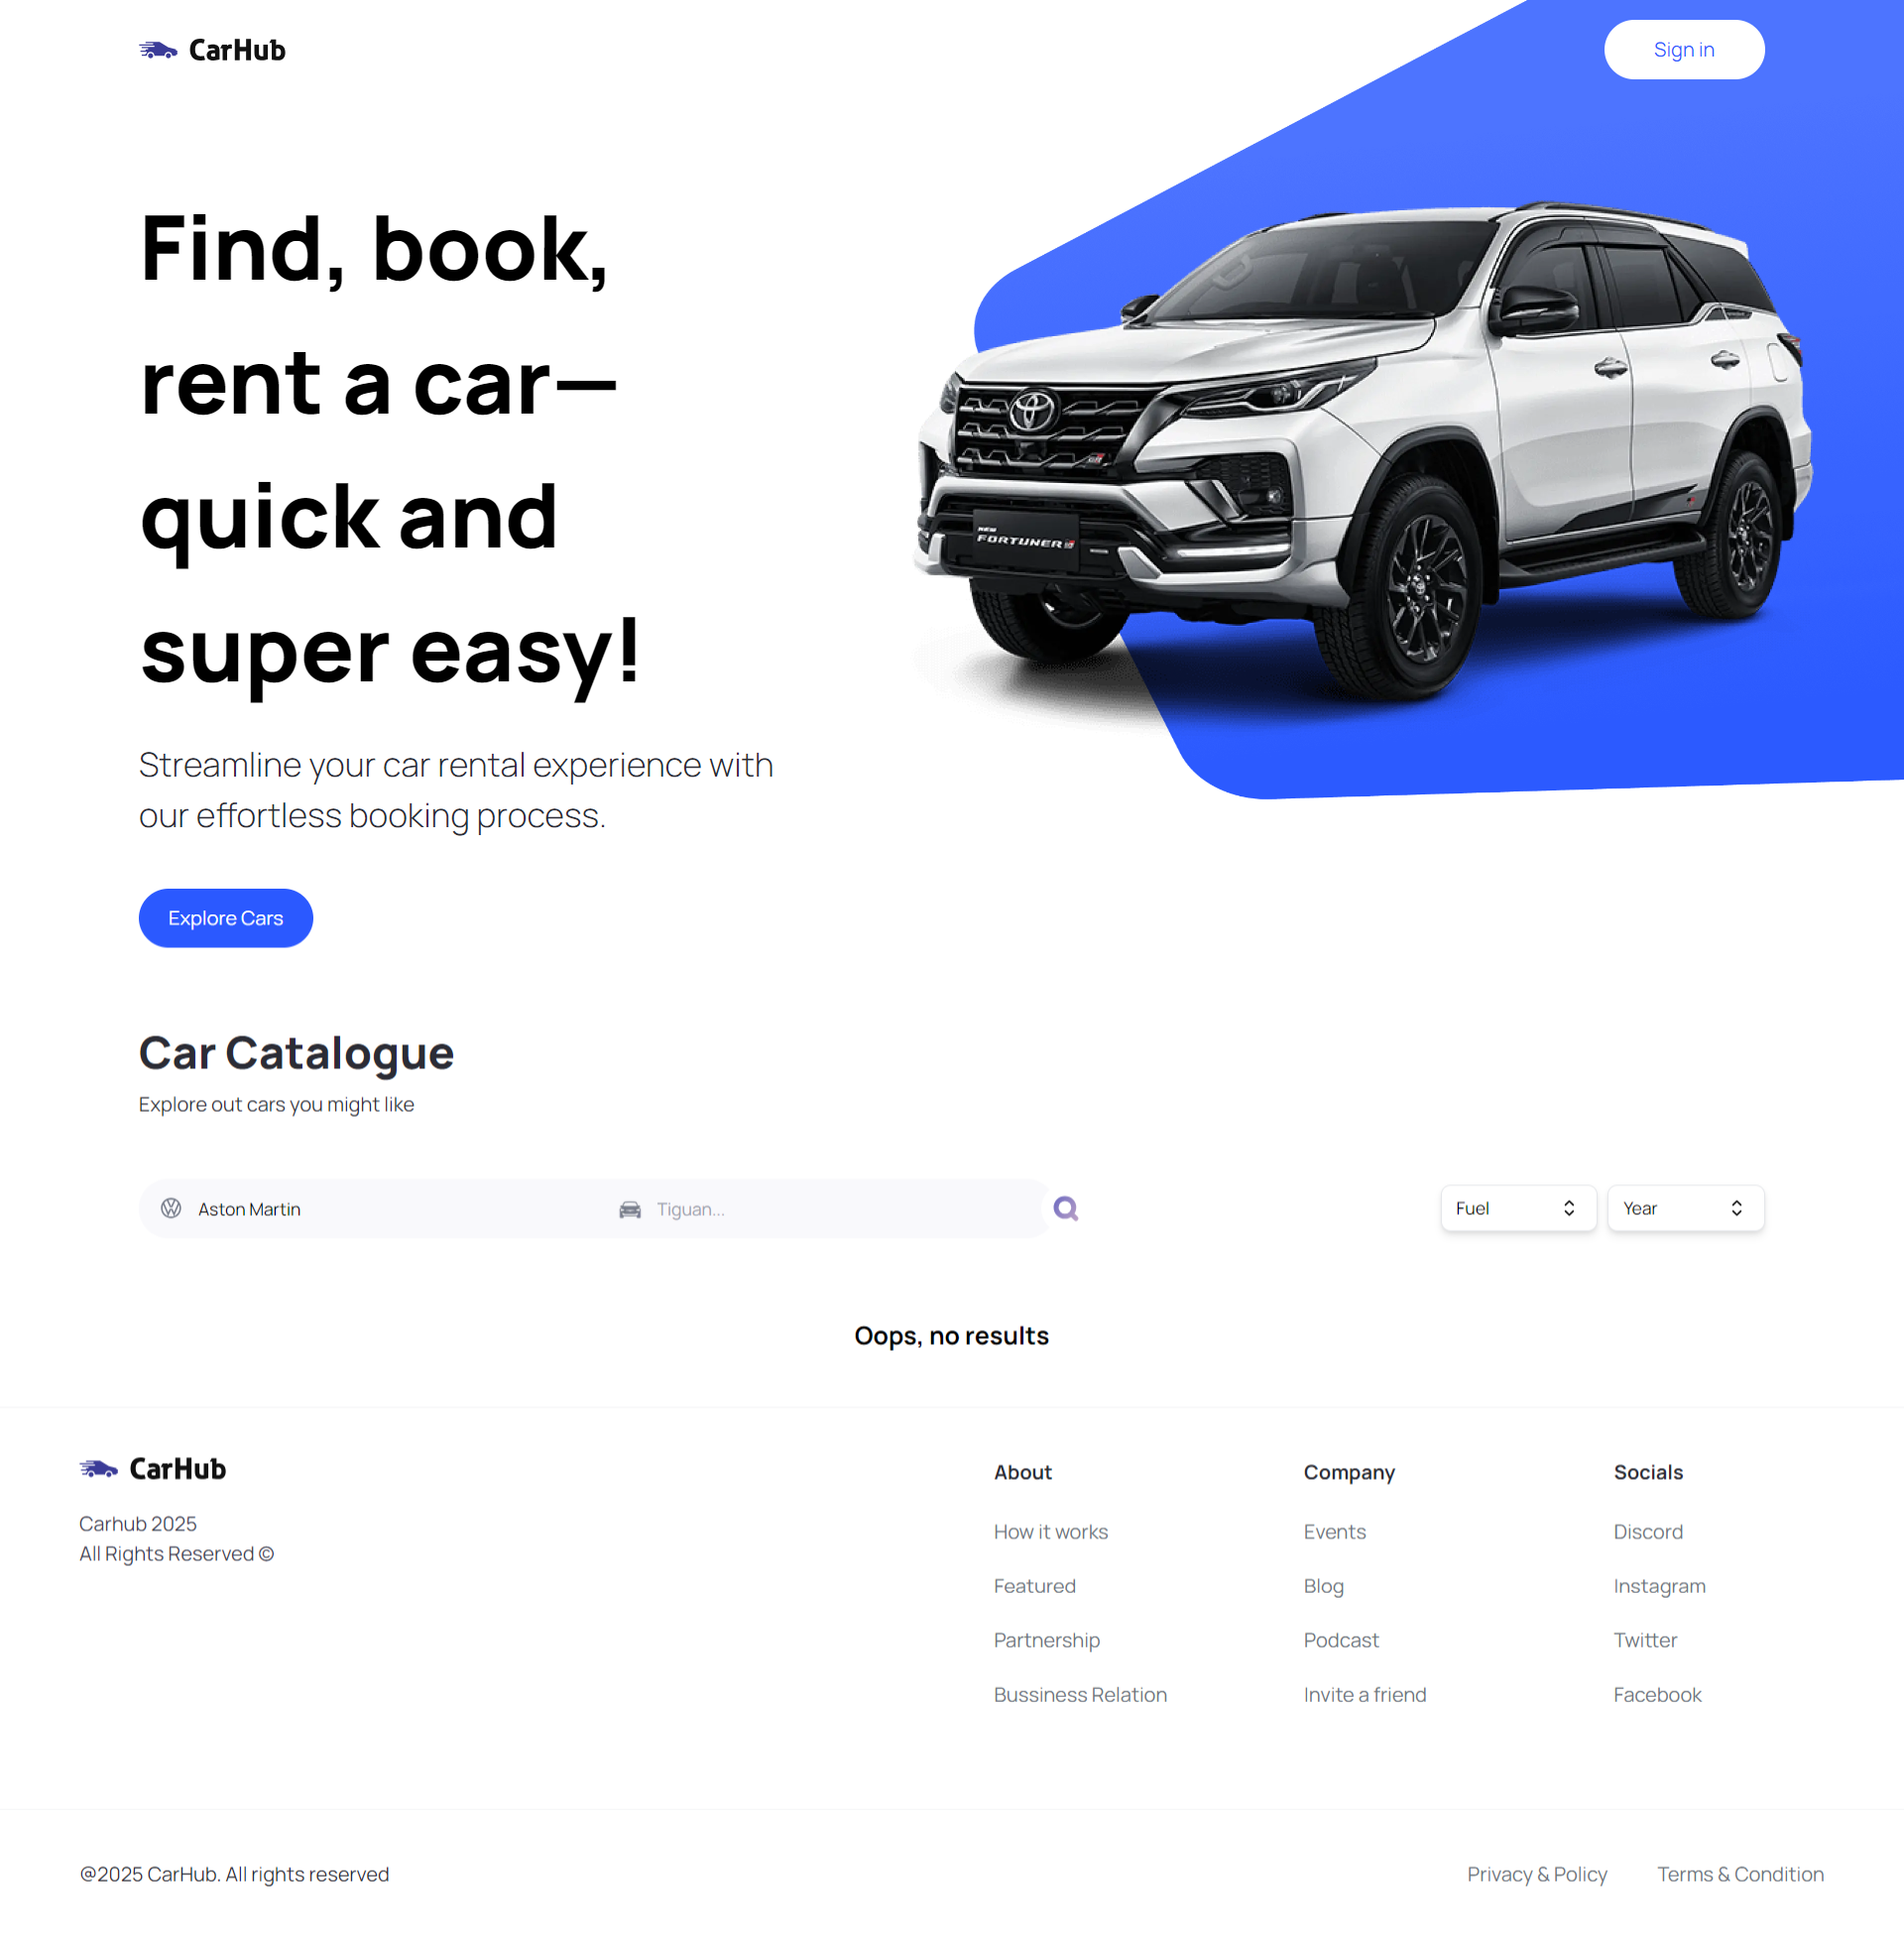 CarHub
Sign in
Find, book,
rent a car—
quick and
super easy!
NEW
FORTUNER GR
Streamline your car rental experience with
our effortless booking process.
Explore Cars
Car Catalogue
Explore out cars you might like
Aston Martin
Tiguan...
Fuel
Year
Oops, no results
CarHub
Carhub 2025
All Rights Reserved ©
About
How it works
Featured
Partnership
Bussiness Relation
Company
Events
Blog
Podcast
Invite a friend
Socials
Discord
Instagram
Twitter
Facebook
@2025 CarHub. All rights reserved
Privacy & Policy
Terms & Condition